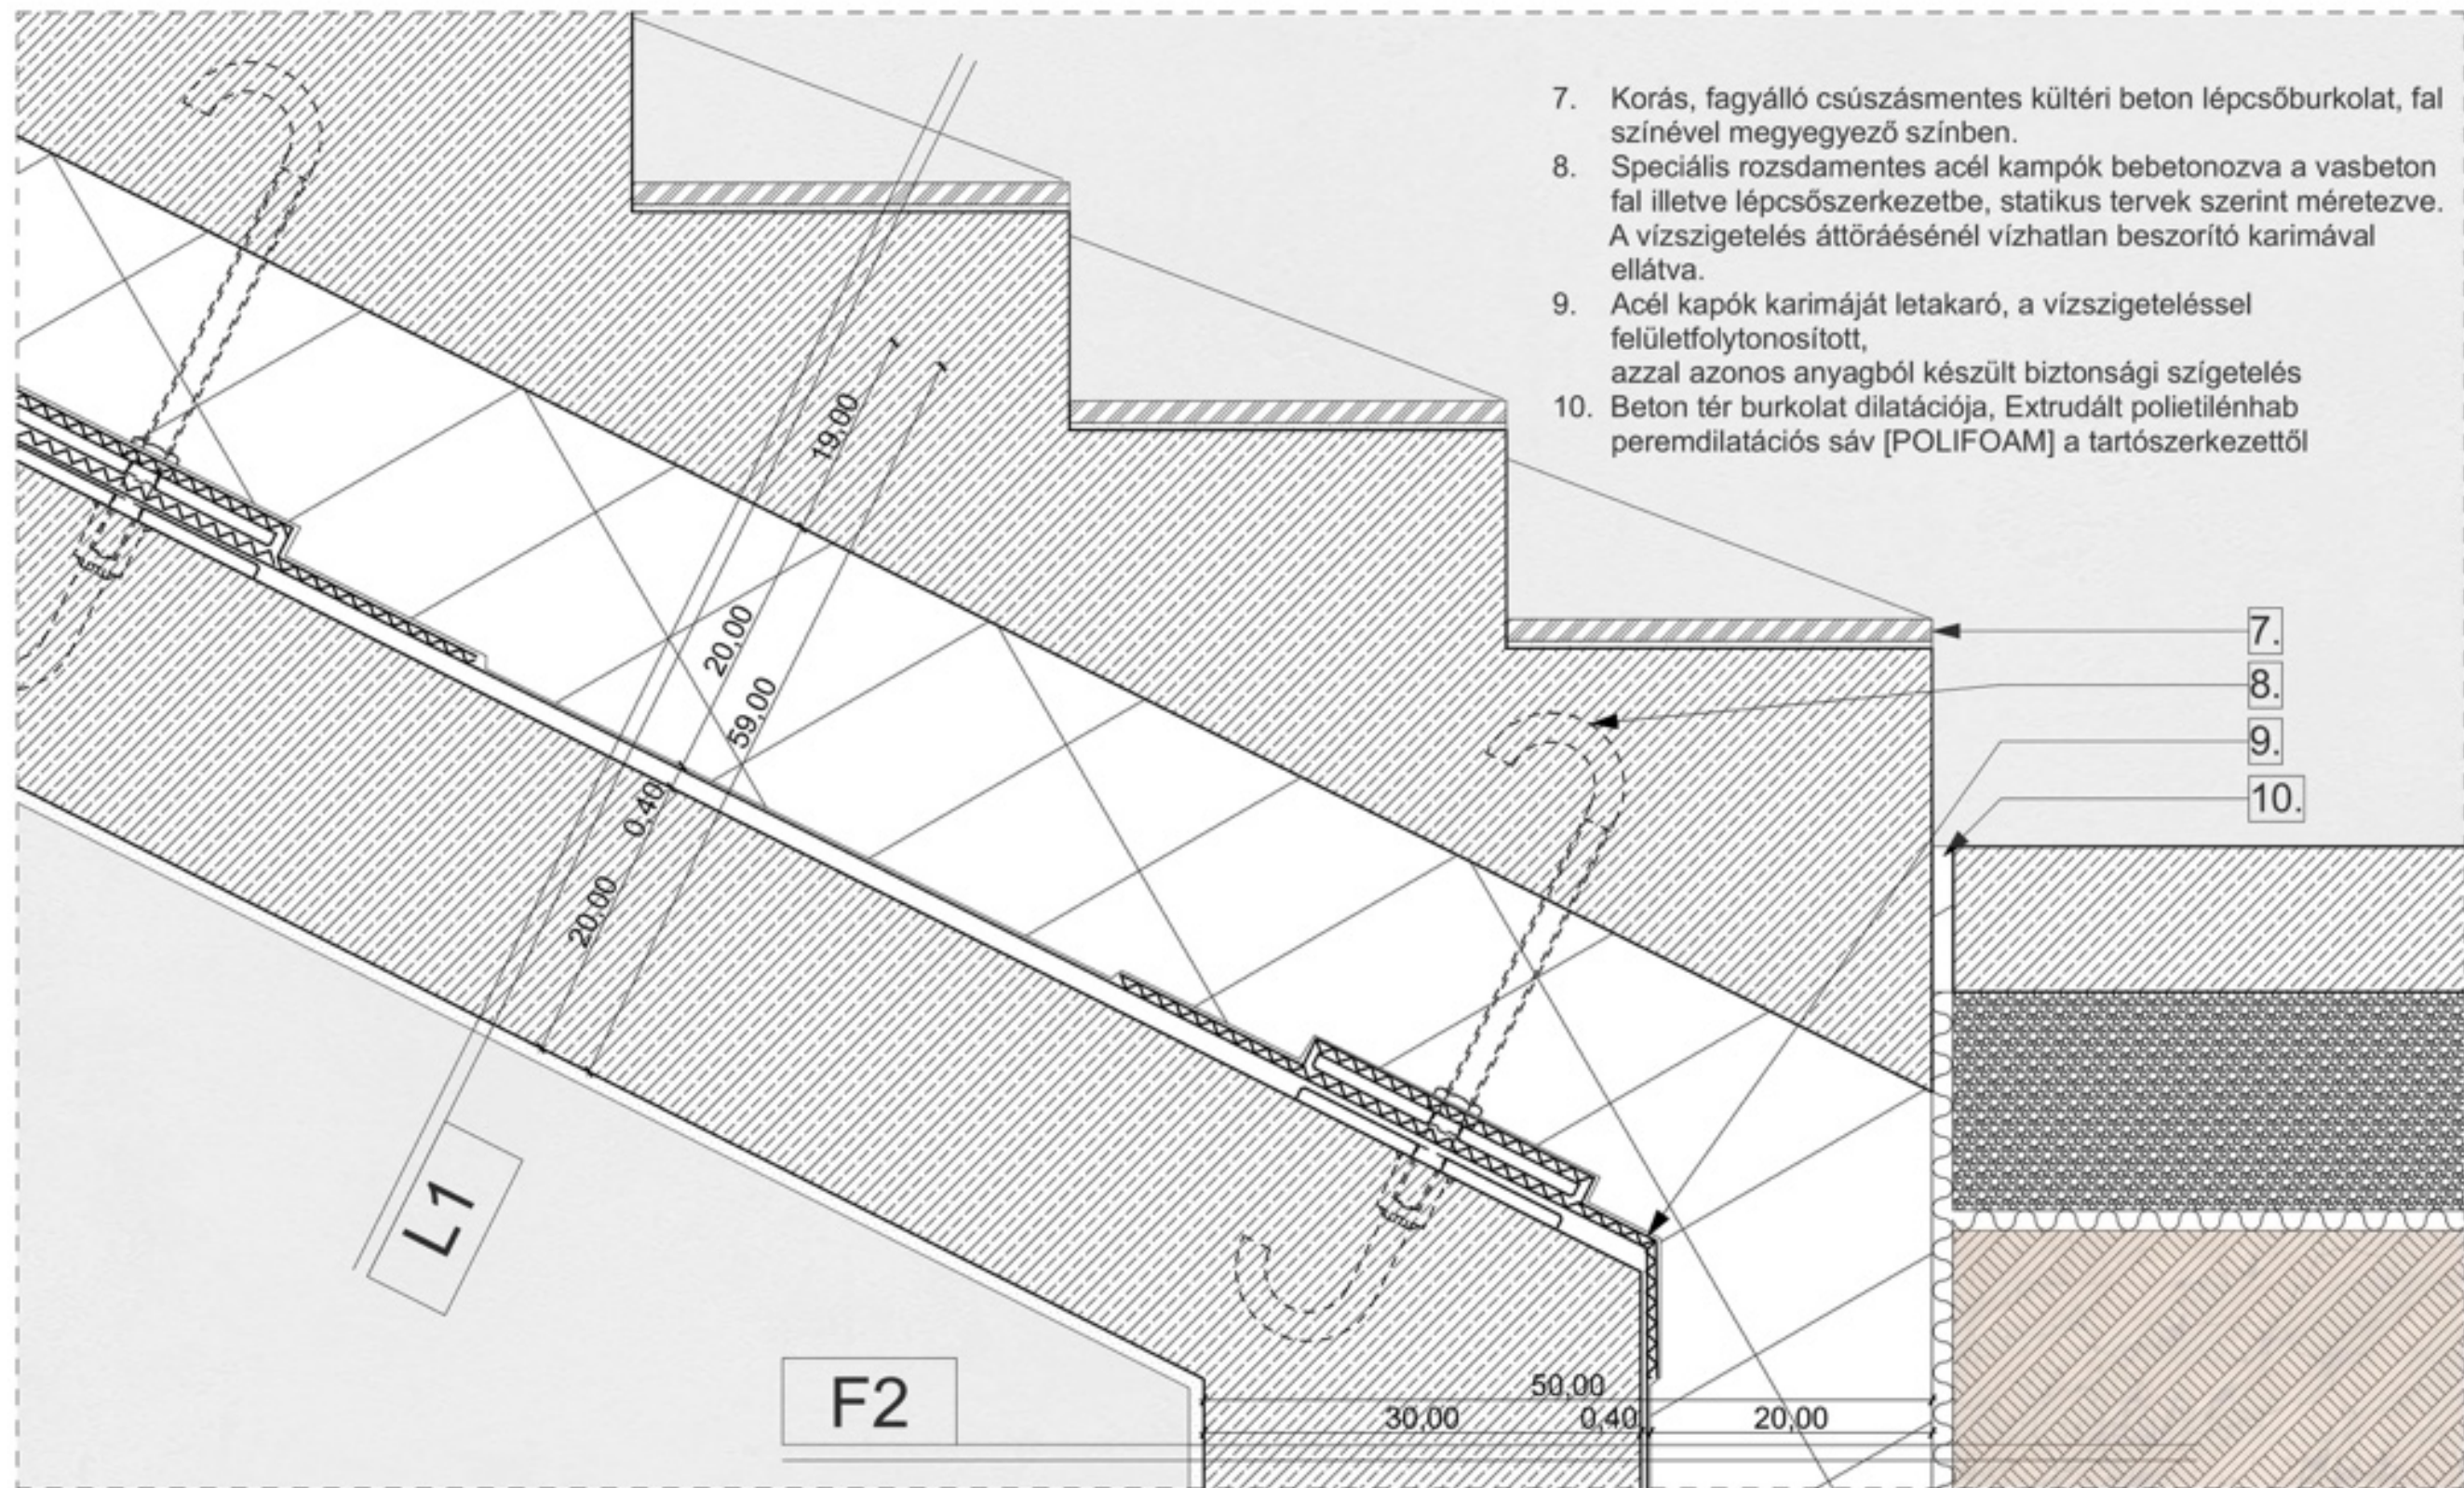 7. Korás, fagyálló csúszásmentes kültéri beton lépcsőburkolat, fal
színével megyegyező színben.
8. Speciális rozsdamentes acél kampók bebetonozva a vasbeton
fal illetve lépcsőszerkezetbe, statikus tervek szerint méretezve.
A vízszigetelés áttöráésénél vízhatlan beszorító karimával
ellátva.
9. Acél kapók karimáját letakaró, a vízszigeteléssel
felületfolytonosított,
azzal azonos anyagból készült biztonsági szígetelés
10. Beton tér burkolat dilatációja, Extrudált polietilénhab
peremdilatációs sáv [POLIFOAM] a tartószerkezettől
19,00
20,00
59,00
0,40
20,00
7.
8.
9.
10.
L1
F2
50,00
30,00
0,40
20,00